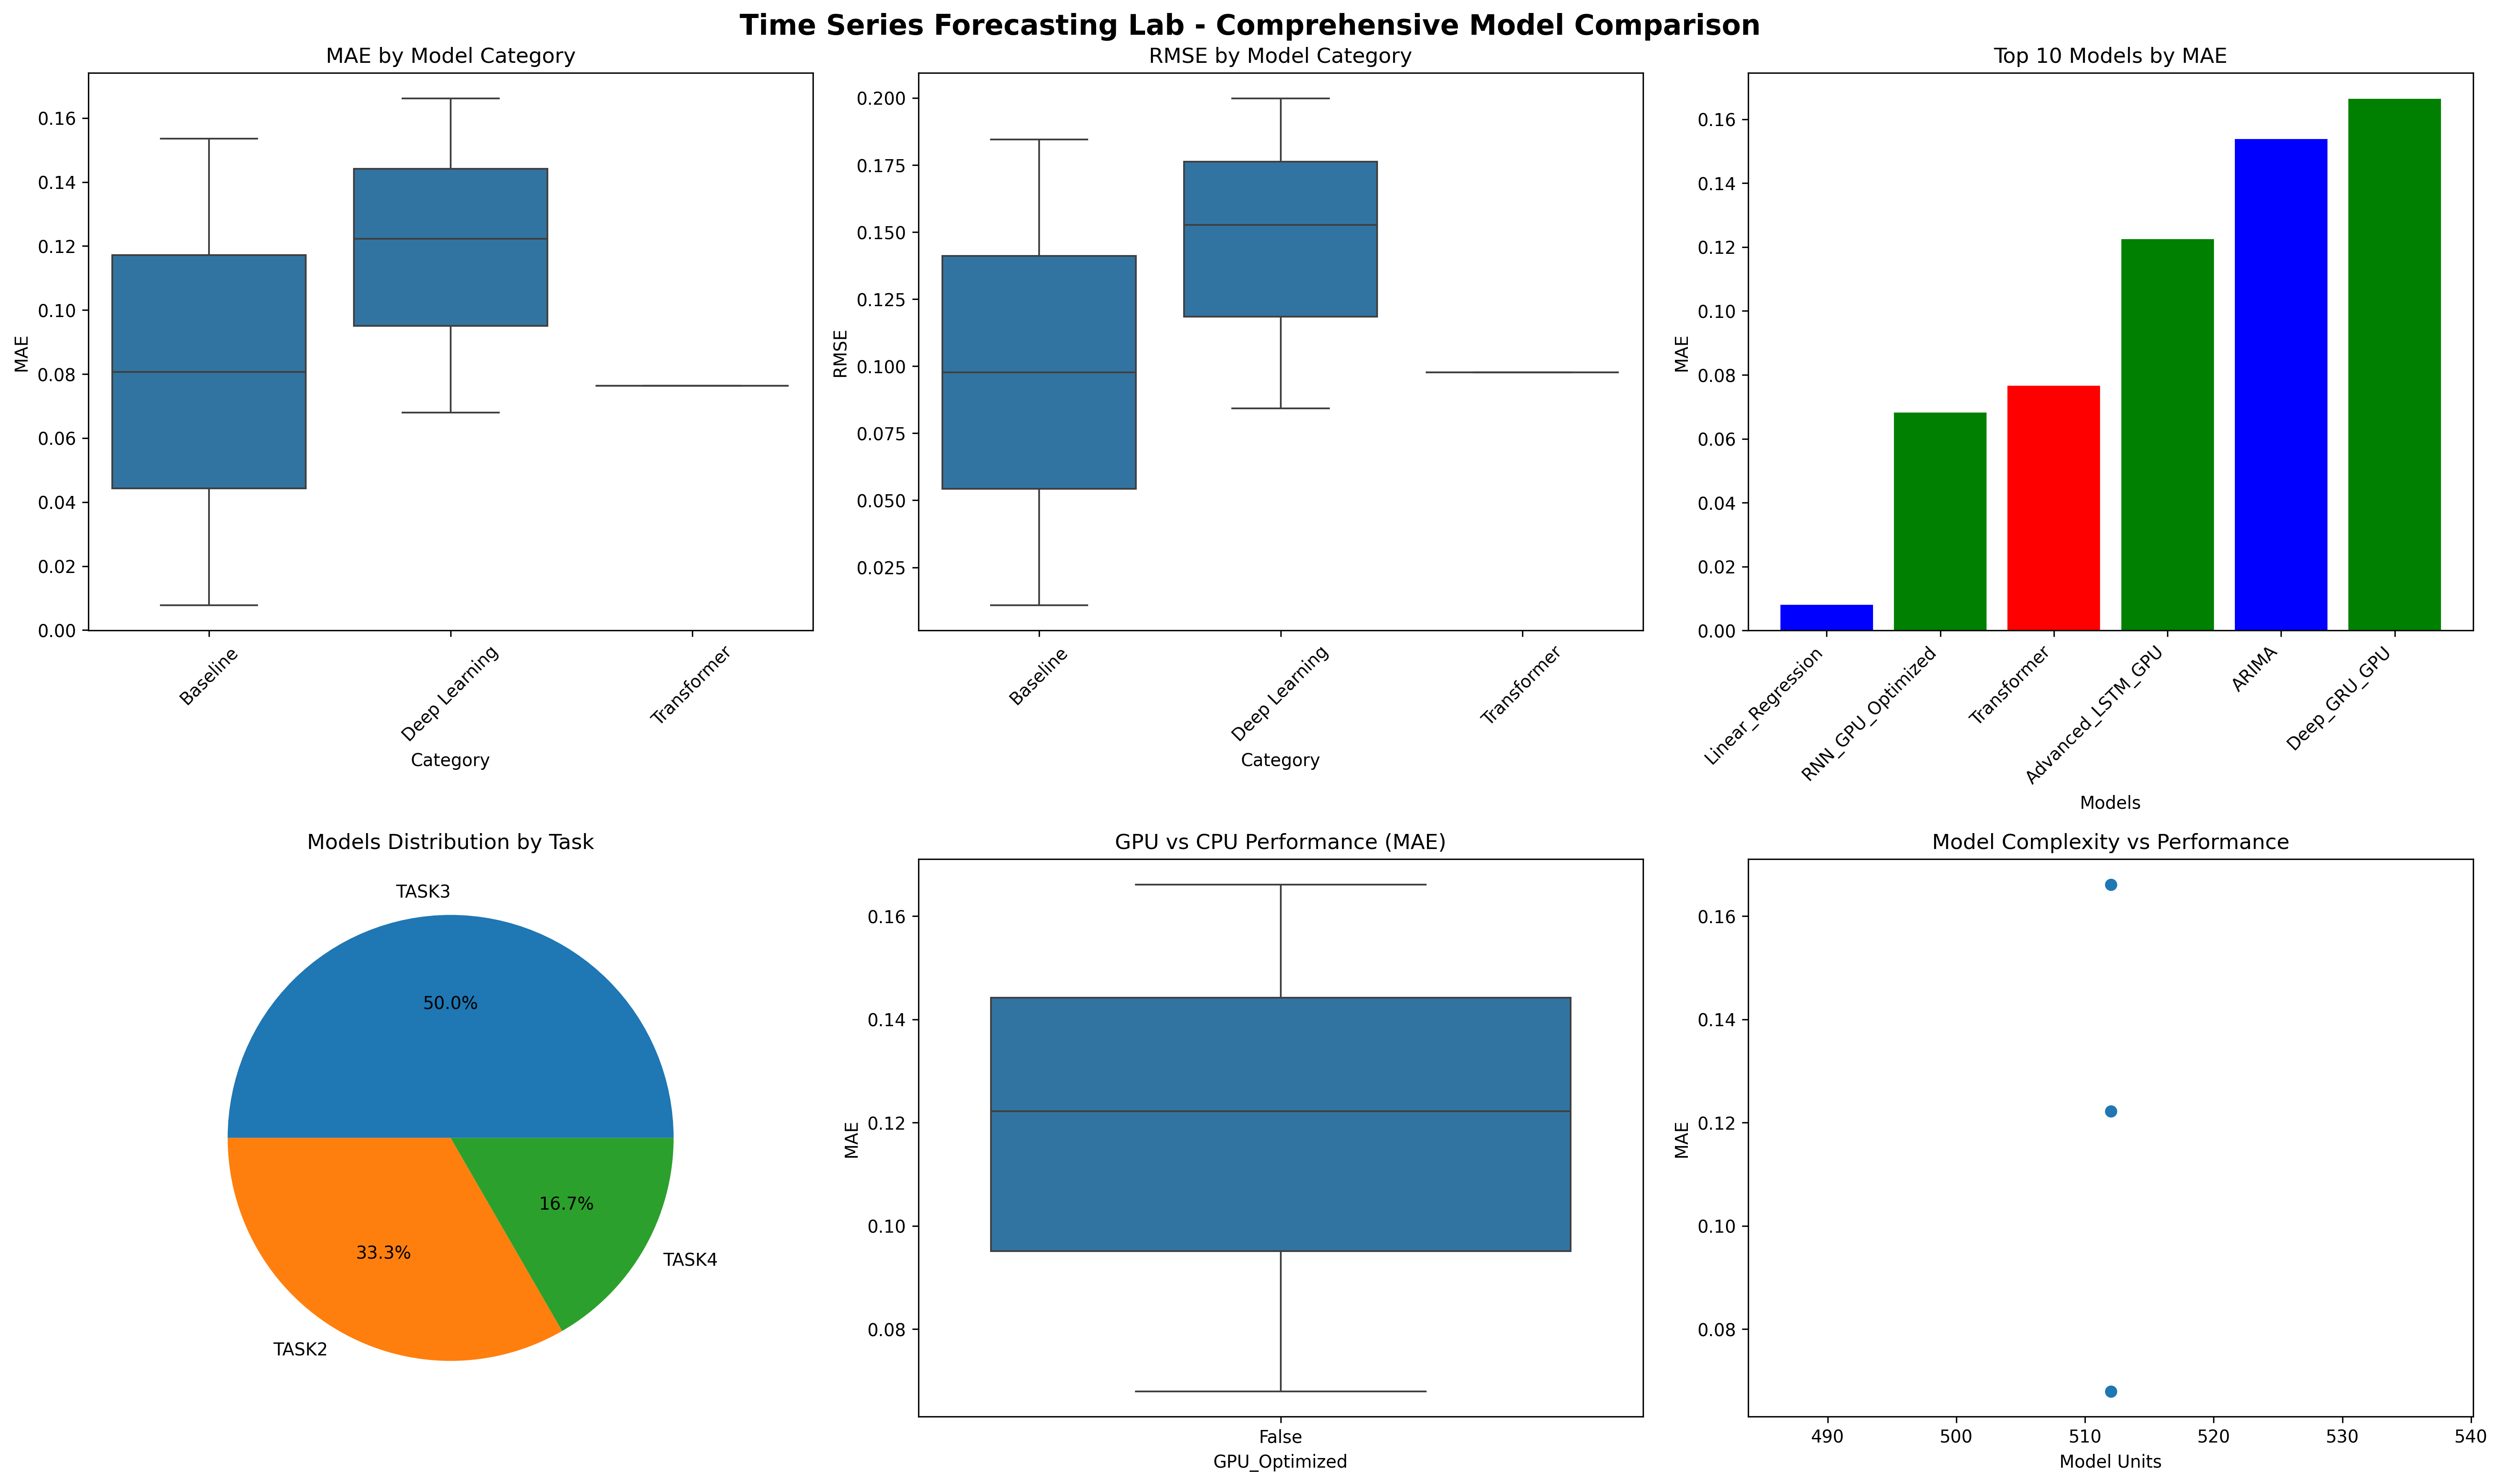 Time Series Forecasting Lab - Comprehensive Model Comparison
MAE by Model Category
MAE
0.16
0.14
0.12
0.10
0.08
0.06
0.04
0.02
0.00
Baseline
Deep Learning
Transformer
Category
RMSE by Model Category
RMSE
0.200
0.175
0.150
0.125
0.100
0.075
0.050
0.025
Baseline
Deep Learning
Transformer
Category
Top 10 Models by MAE
MAE
0.16
0.14
0.12
0.10
0.08
0.06
0.04
0.02
0.00
Linear_Regression
RNN_GPU_Optimized
Transformer
Advanced_LSTM_GPU
ARIMA
Deep_GRU_GPU
Models
Models Distribution by Task
TASK3
50.0%
16.7%
TASK4
33.3%
TASK2
GPU vs CPU Performance (MAE)
MAE
0.16
0.14
0.12
0.10
0.08
False
GPU_Optimized
Model Complexity vs Performance
MAE
0.16
0.14
0.12
0.10
0.08
490
500
510
520
530
540
Model Units